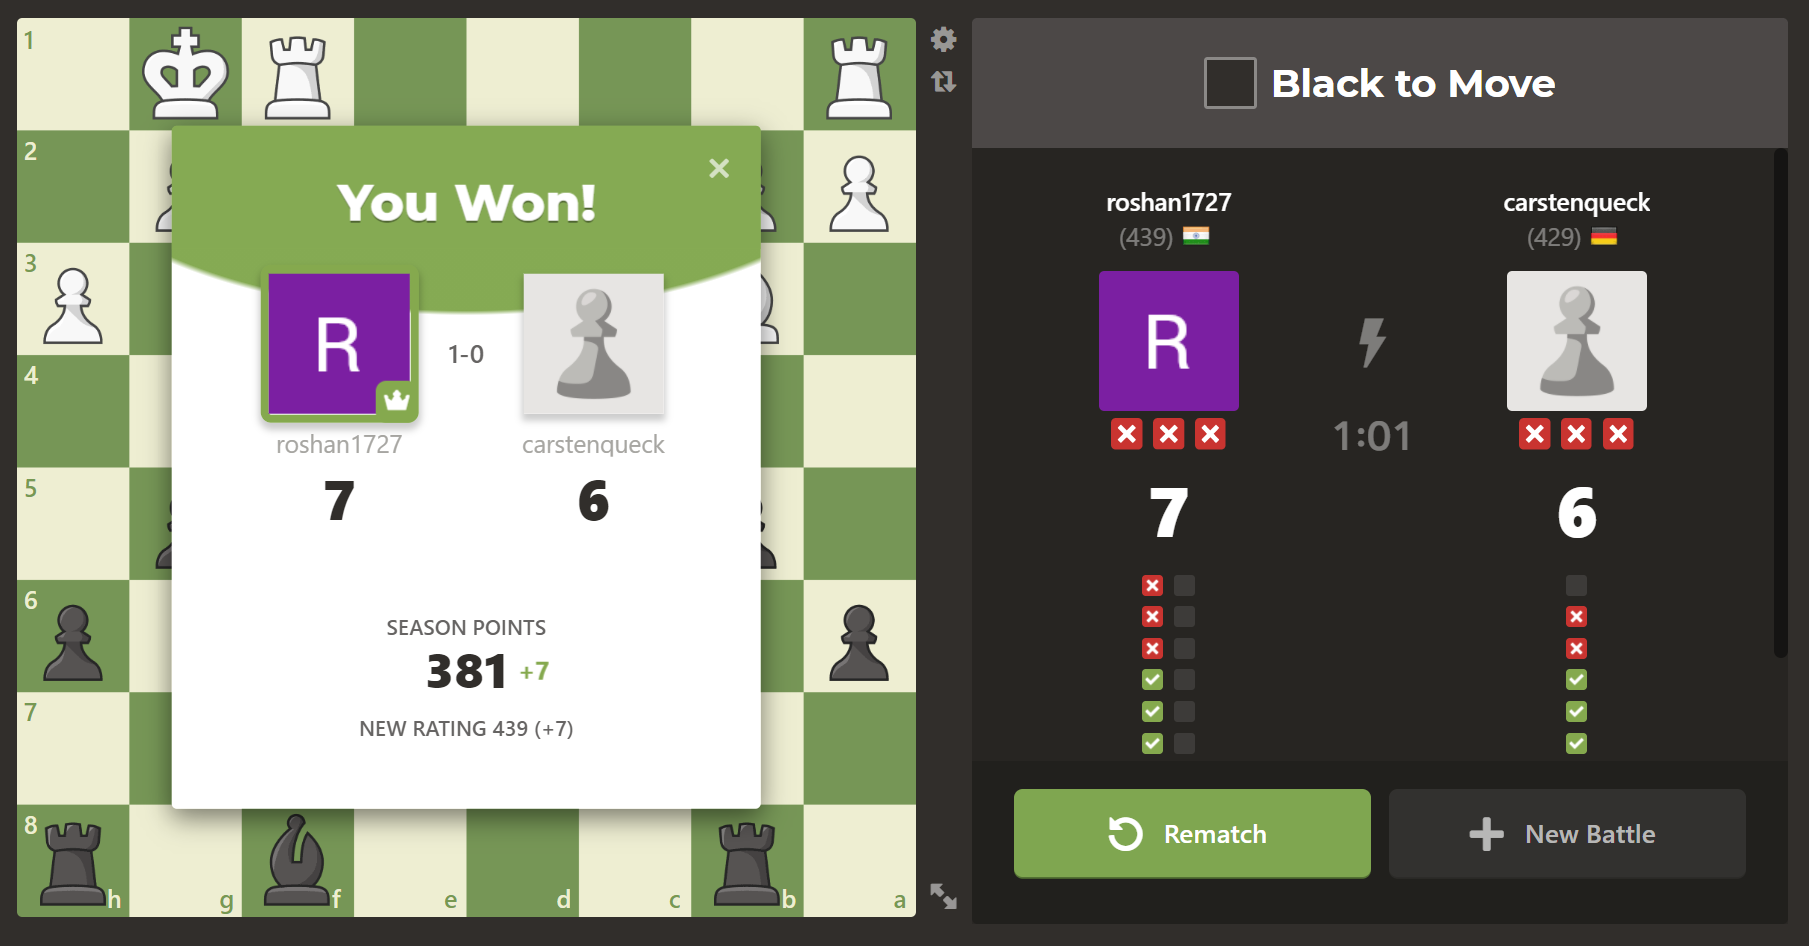 1
2
3
4
5
6
7
8
h
g
f
e
d
c
b
a
You Won!
R
1-0
roshan1727
carstenqueck
7
6
SEASON POINTS
381 +7
NEW RATING 439 (+7)
Black to Move
roshan1727
(439)
carstenqueck
(429)
R
1:01
7
6
Rematch
New Battle